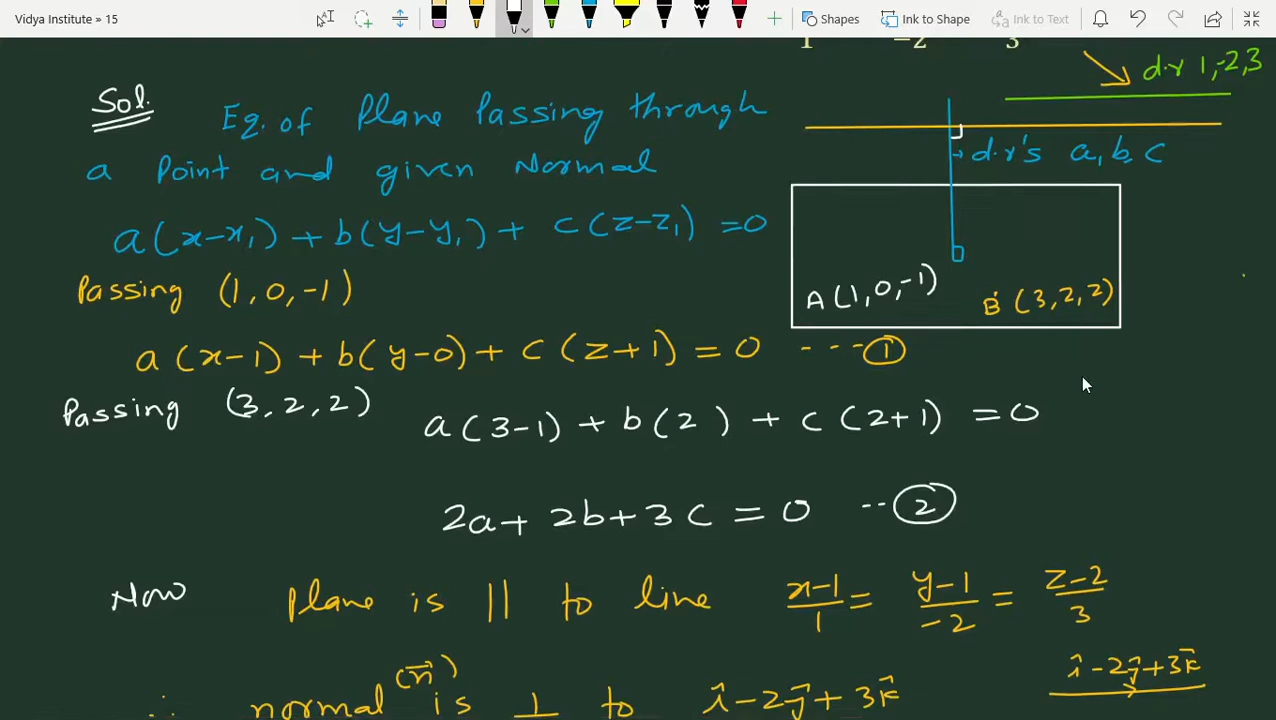 Vidya Institute » 15
Shapes
Ink to Shape
Ink to Text
1 -2 3
d.r 1,-2,3
Sol.
Eq. of Plane Passing through
a Point and given Normal
d.r's a, b, c
a(x-x₁) + b(y-y₁) + c(z-z₁) = 0
Passing (1, 0, -1)
A(1,0,-1)
B(3,2,2)
a(x-1) + b(y-0) + c(z+1) = 0 ---①
Passing (3, 2, 2) a(3-1) + b(2) + c(2+1) = 0
2a + 2b + 3c = 0 --②
Now Plane is || to line x-1/1 = y-1/-2 = z-2/3
î-2ĵ+3k̂
∴ normal (n⃗) is ⊥ to î-2ĵ+3k̂